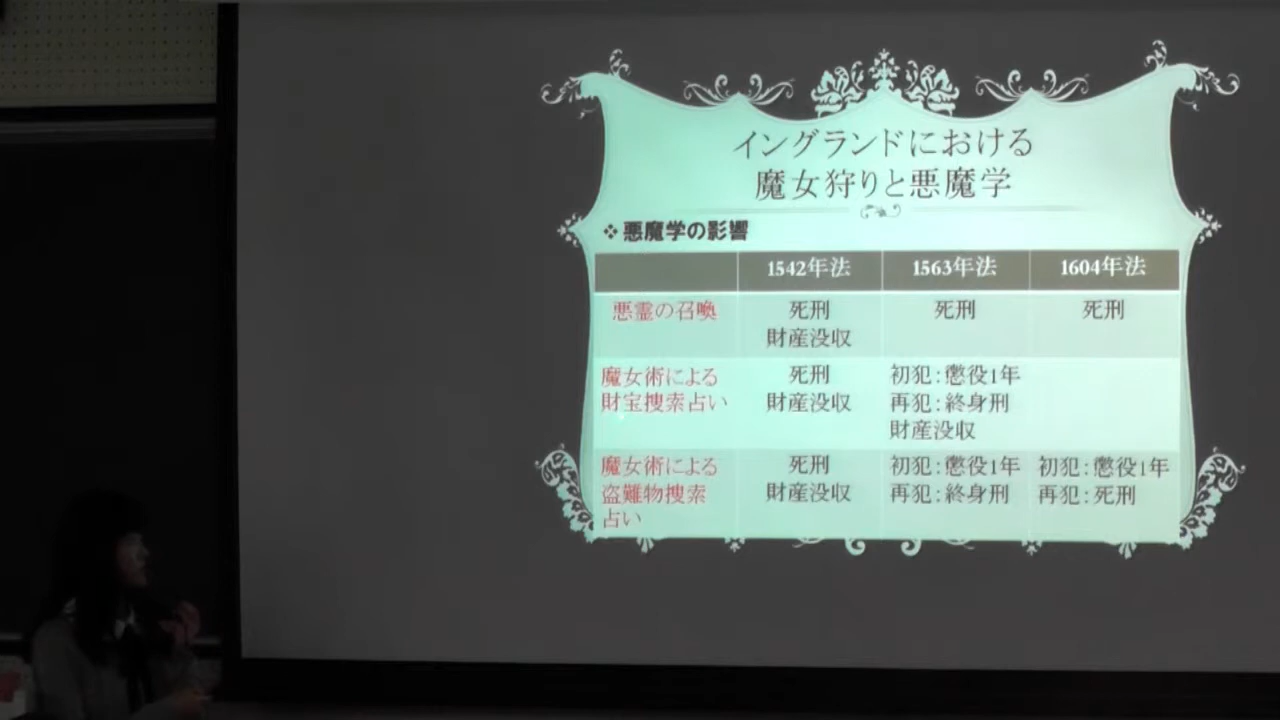 イングランドにおける
魔女狩りと悪魔学
❖ 悪魔学の影響
1542年法 1563年法 1604年法
悪霊の召喚 死刑 死刑 死刑
財産没収
魔女術による 死刑 初犯:懲役1年
財宝捜索占い 財産没収 再犯:終身刑
財産没収
魔女術による 死刑 初犯:懲役1年 初犯:懲役1年
盗難物捜索 財産没収 再犯:終身刑 再犯:死刑
占い